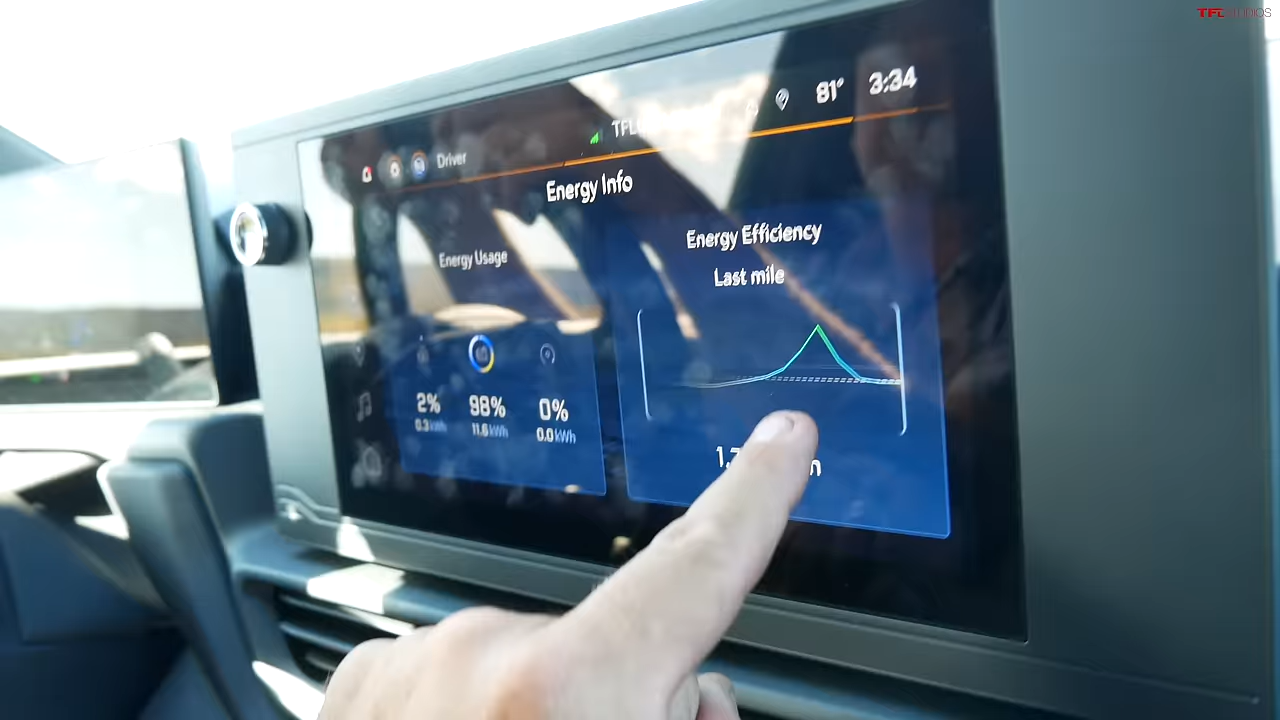 TFLSTUDIOS
81° 3:34
TFL
Driver
Energy Info
Energy Usage
2% 98% 0%
0.3 kWh 11.6 kWh 0.0 kWh
Energy Efficiency
Last mile